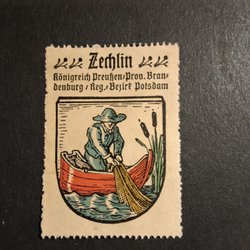 Zechlin
Königreich Preußen/Prov. Bran-
denburg/Reg.-Bezirk Potsdam